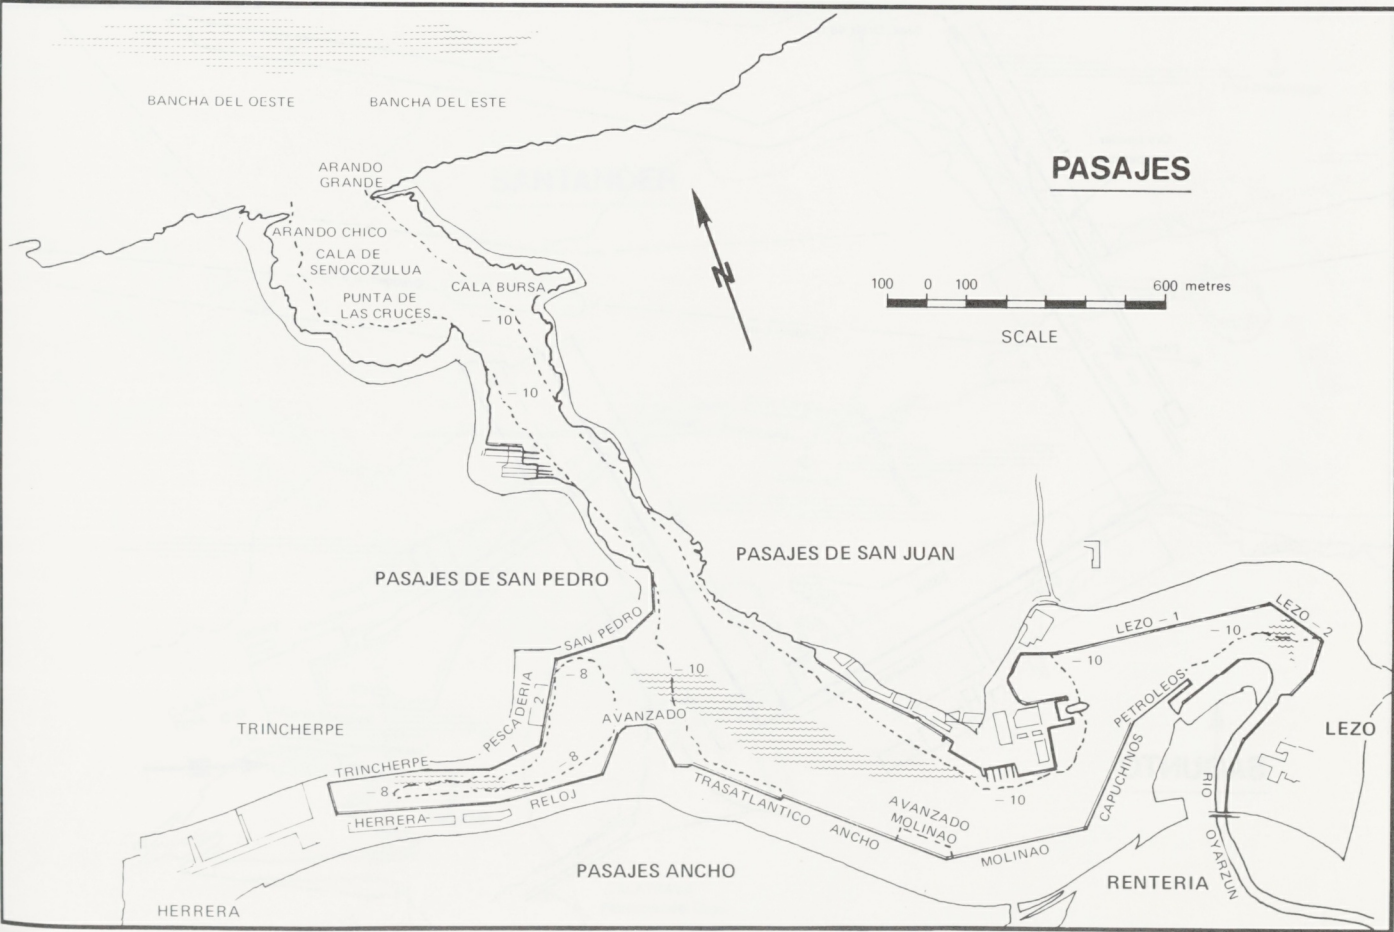 BANCHA DEL OESTE
BANCHA DEL ESTE
ARANDO
GRANDE
PASAJES
ARANDO CHICO
CALA DE
SENOCOZULUA
CALA BURSA
PUNTA DE
LAS CRUCES
N
100 0 100 600 metres
SCALE
– 10
– 10
PASAJES DE SAN JUAN
PASAJES DE SAN PEDRO
SAN PEDRO
LEZO – 1
LEZO – 2
– 10
– 10
– 10
– 8
PESCADERIA
1
2
AVANZADO
PETROLEOS
TRINCHERPE
LEZO
TRINCHERPE
– 8
– 8
RELOJ
HERRERA
TRASATLANTICO
ANCHO
AVANZADO
MOLINAO
– 10
CAPUCHINOS
MOLINAO
RIO OYARZUN
PASAJES ANCHO
RENTERIA
HERRERA